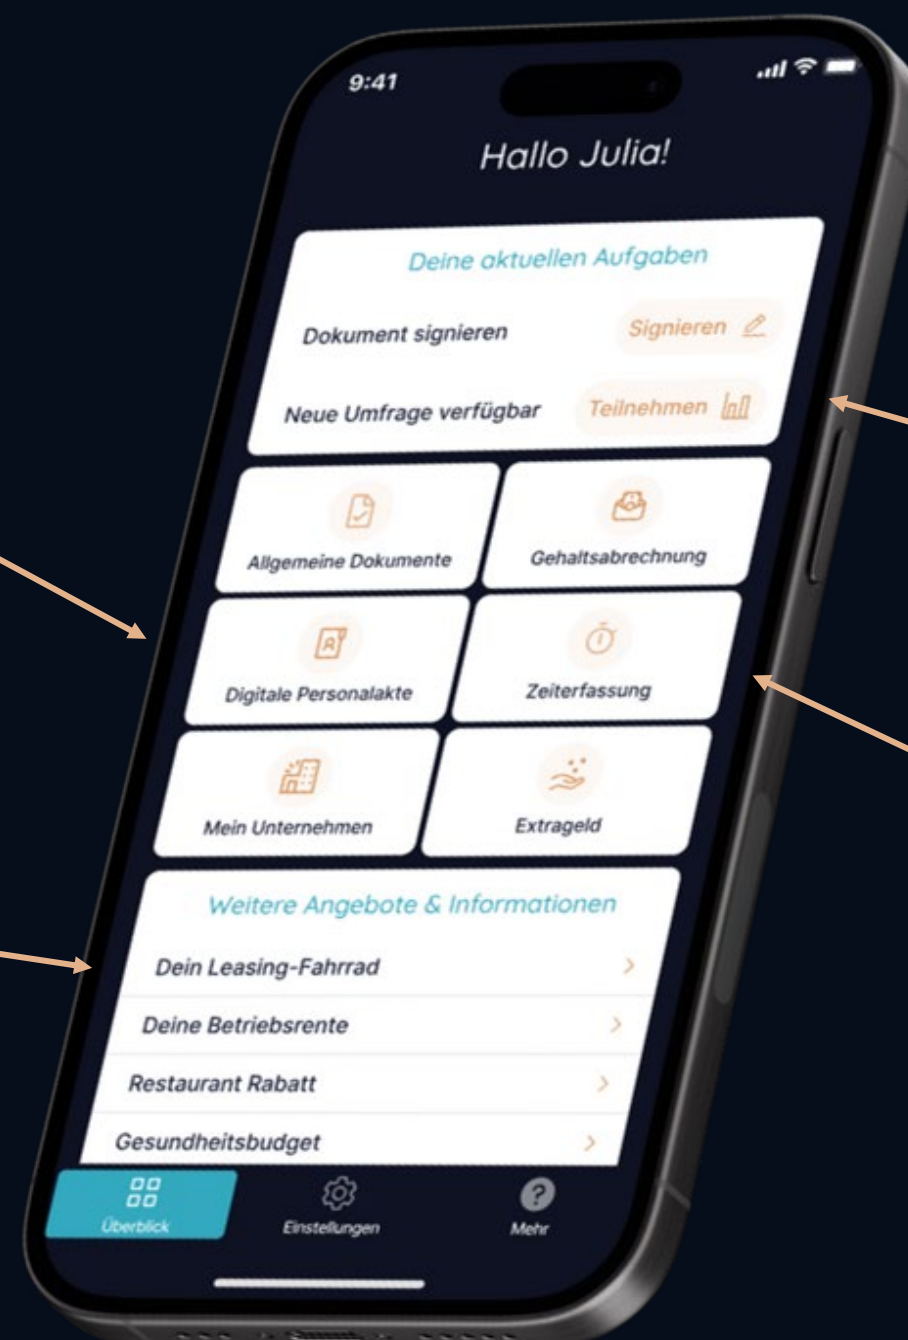 9:41
Hallo Julia!
Deine aktuellen Aufgaben
Dokument signieren
Signieren
Neue Umfrage verfügbar
Teilnehmen
Allgemeine Dokumente
Gehaltsabrechnung
Digitale Personalakte
Zeiterfassung
Mein Unternehmen
Extrageld
Weitere Angebote & Informationen
Dein Leasing-Fahrrad
Deine Betriebsrente
Restaurant Rabatt
Gesundheitsbudget
Überblick
Einstellungen
Mehr